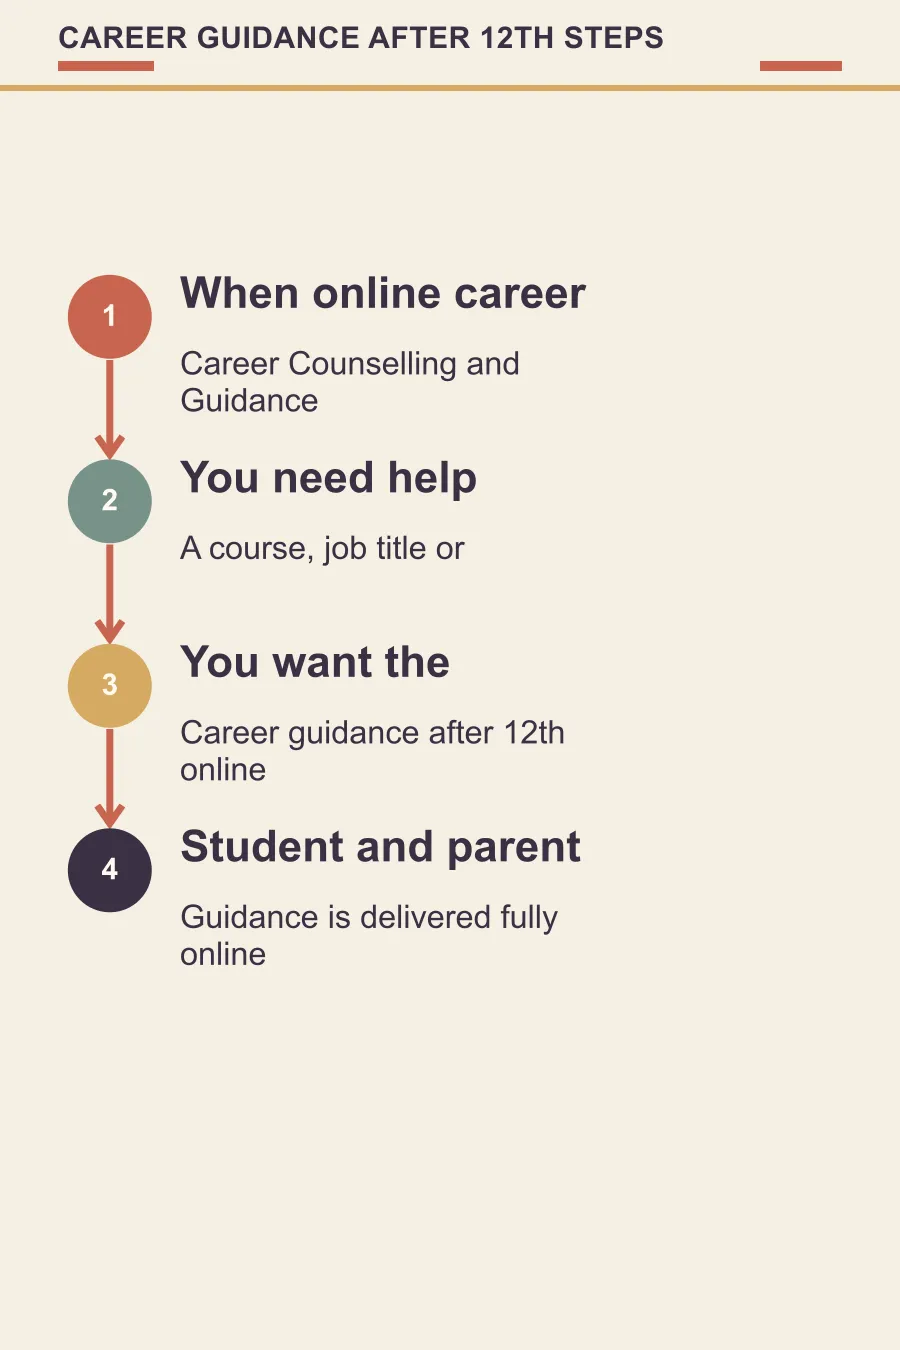 CAREER GUIDANCE AFTER 12TH STEPS
1
When online career
Career Counselling and
Guidance
2
You need help
A course, job title or
3
You want the
Career guidance after 12th
online
4
Student and parent
Guidance is delivered fully
online